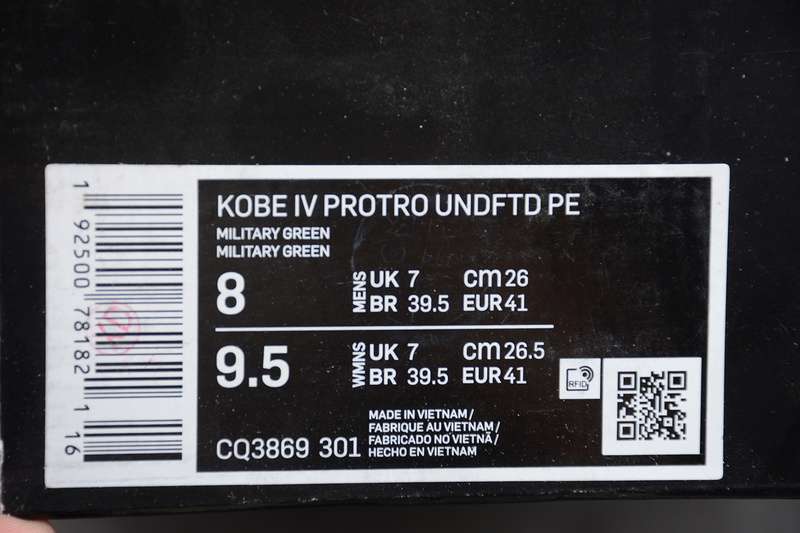 KOBE IV PROTRO UNDFTD PE
MILITARY GREEN
MILITARY GREEN
8 MENS UK 7 cm 26
BR 39.5 EUR 41
9.5 WMNS UK 7 cm 26.5
BR 39.5 EUR 41
RFID
MADE IN VIETNAM /
FABRIQUE AU VIETNAM /
FABRICADO NO VIETNÃ /
HECHO EN VIETNAM
CQ3869 301
1 92500 78182 1 16